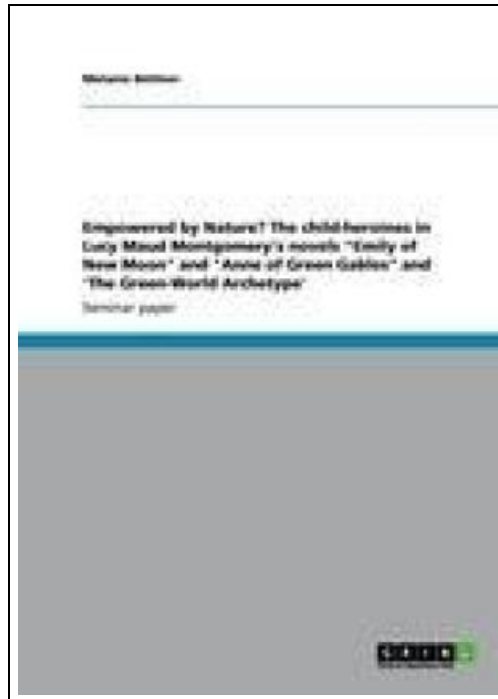 Melanie
Empowered by Nature? The child-heroines in
Lucy Maud Montgomery's novels "Emily of
New Moon" and "Anne of Green Gables" and
'The Green-World Archetype'
Seminar paper
GRIN